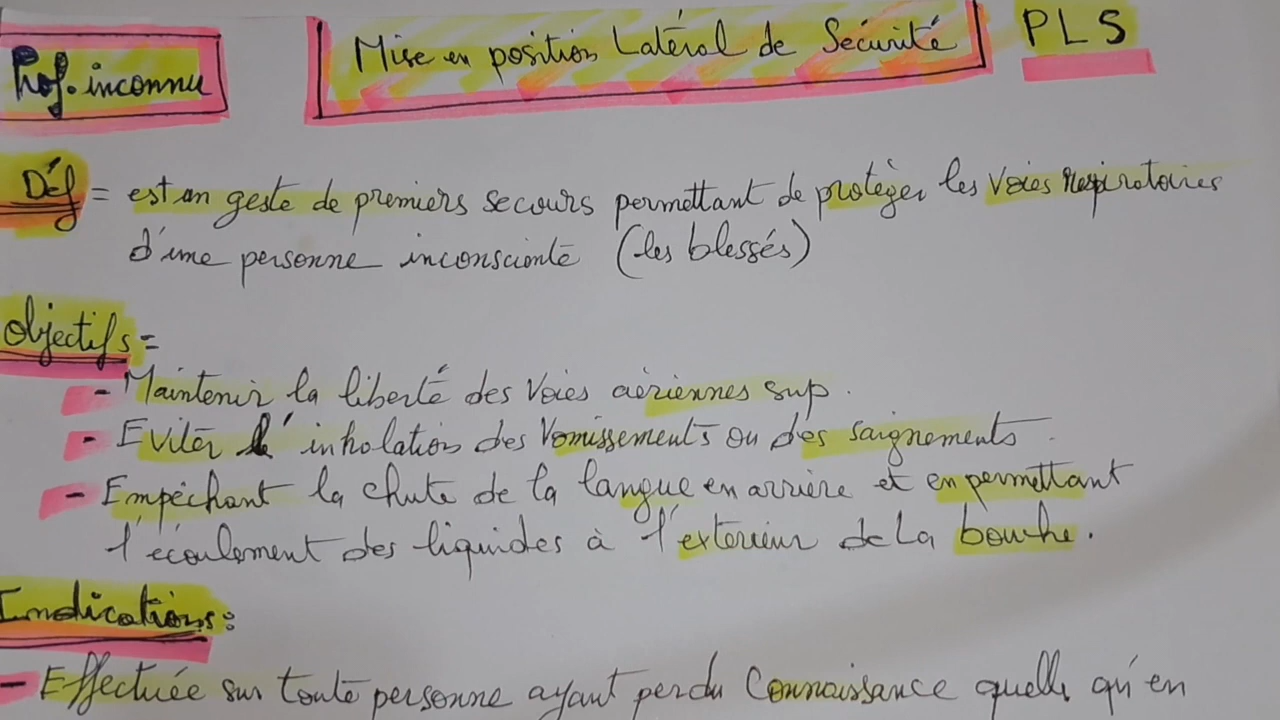 Prof. inconnu
Mise en position Latéral de Sécurité
PLS
Déf = est un geste de premiers secours permettant de protèger les Voies respiratoires
d'une personne inconsciente (les blessés)
Objectifs =
- Maintenir la liberté des Voies aériennes sup.
- Eviter l'inhalation des Vomissements ou des saignements.
- Empêchant la chute de la langue en arrière et en permettant
l'écoulement des liquides à l'exterieur de La bouche.
Indications:
- Effectuée sur toute personne ayant perdu Connaissance quelle qu'en